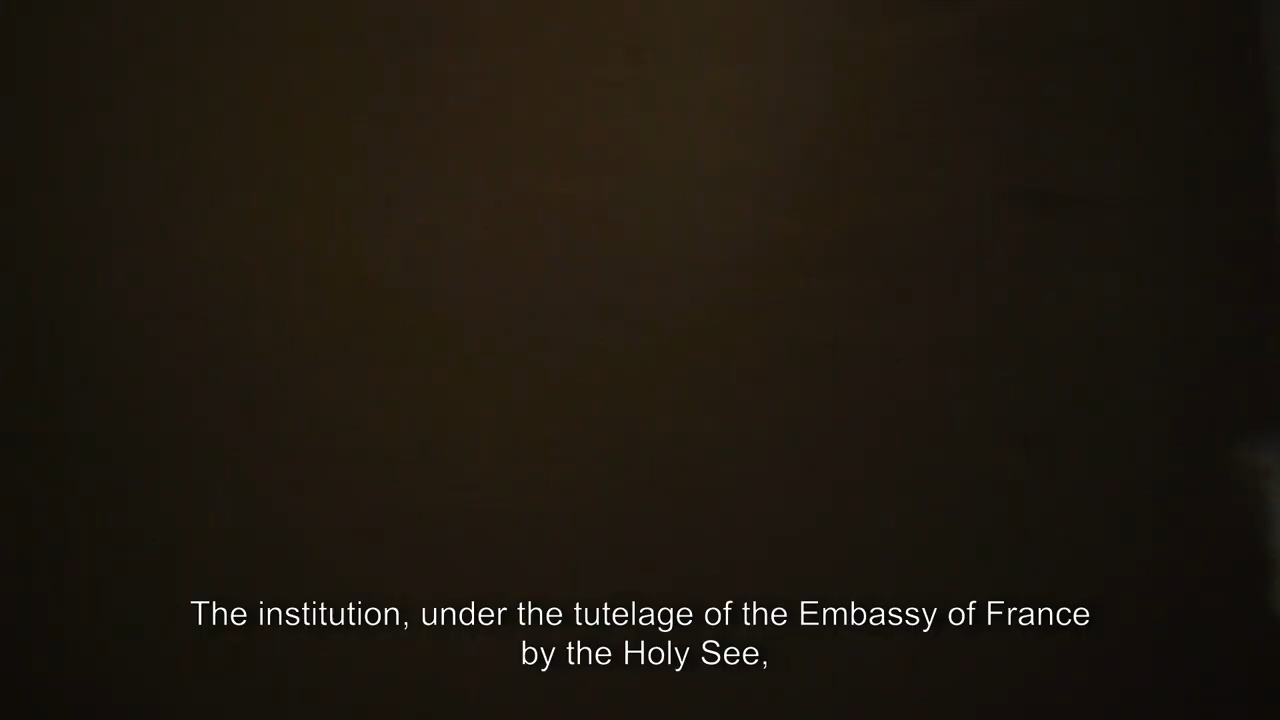 The institution, under the tutelage of the Embassy of France
by the Holy See,